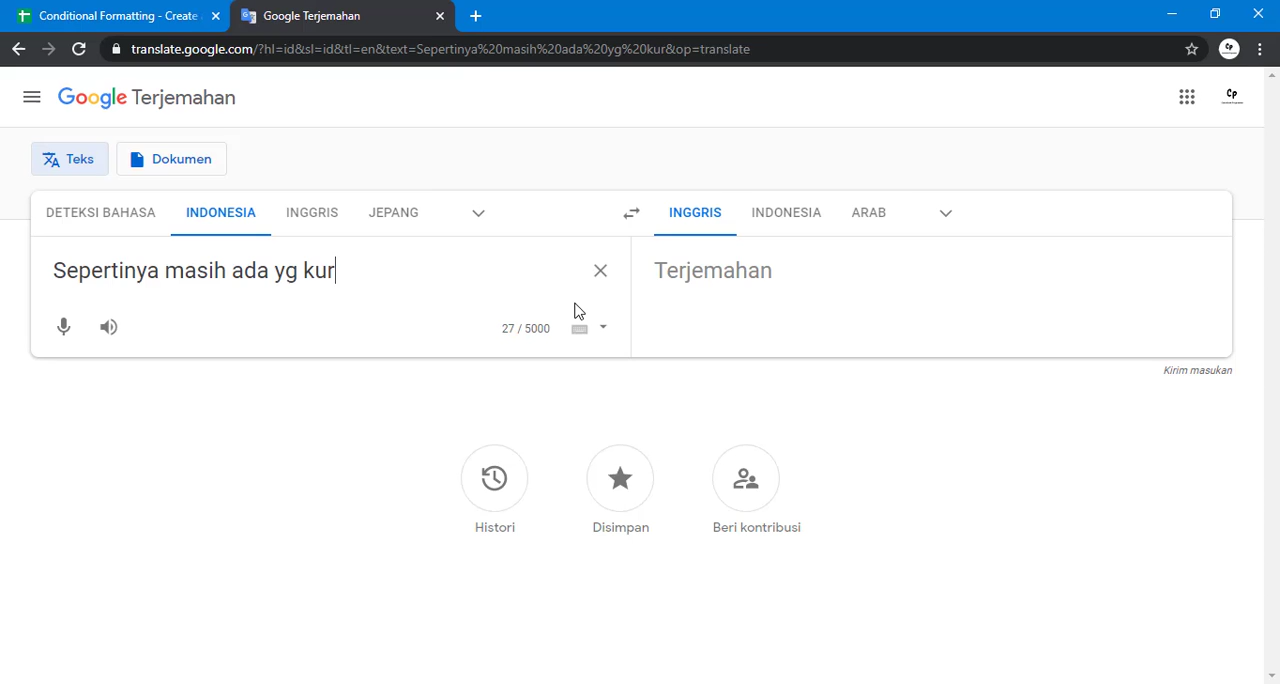 Conditional Formatting - Create
Google Terjemahan
translate.google.com/?hl=id&sl=id&tl=en&text=Sepertinya%20masih%20ada%20yg%20kur&op=translate
Google Terjemahan
Teks
Dokumen
DETEKSI BAHASA INDONESIA INGGRIS JEPANG INGGRIS INDONESIA ARAB
Sepertinya masih ada yg kur
Terjemahan
27 / 5000
Kirim masukan
Histori
Disimpan
Beri kontribusi